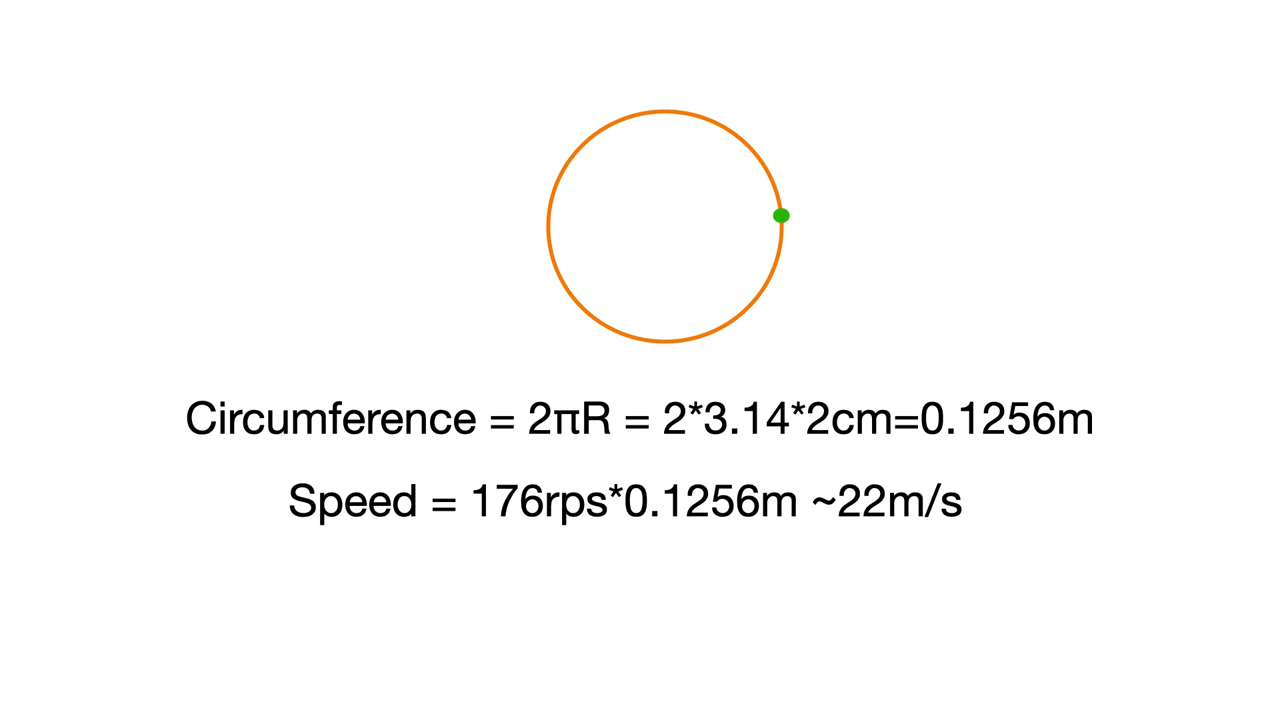 Circumference = 2πR = 2*3.14*2cm=0.1256m
Speed = 176rps*0.1256m ~22m/s